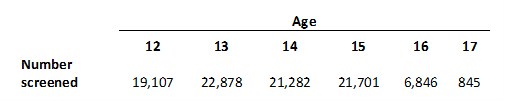 Age
12 13 14 15 16 17
Number
screened 19,107 22,878 21,282 21,701 6,846 845